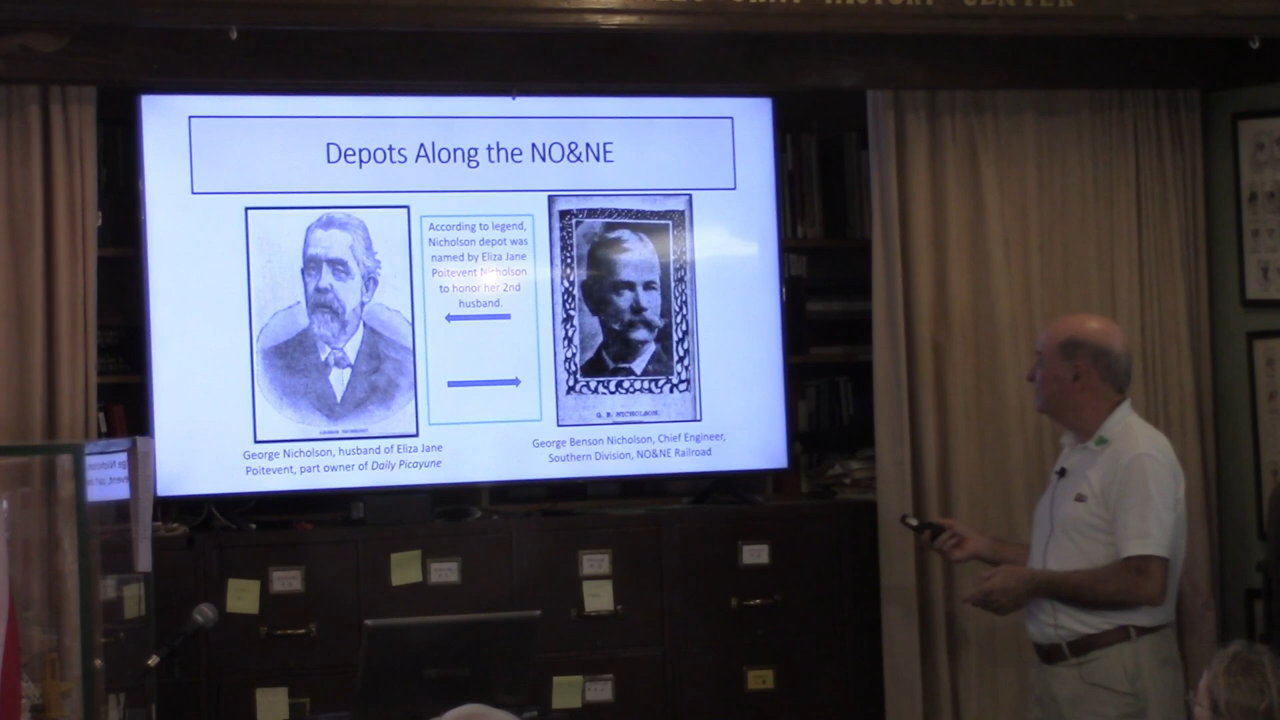 HISTORY CENTER
Depots Along the NO&NE
According to legend,
Nicholson depot was
named by Eliza Jane
Poitevent Nicholson
to honor her 2nd
husband.
G. B. NICHOLSON.
George Nicholson, husband of Eliza Jane
Poitevent, part owner of Daily Picayune
George Benson Nicholson, Chief Engineer,
Southern Division, NO&NE Railroad